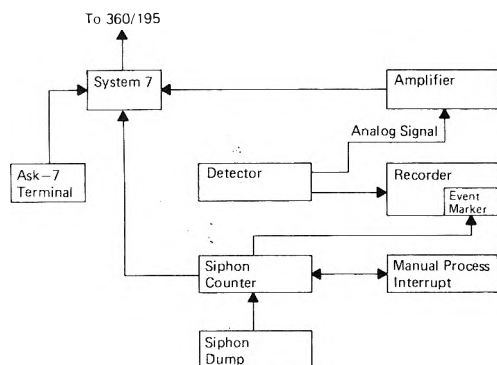 To 360/195
System 7
Amplifier
Analog Signal
Ask-7
Terminal
Detector
Recorder
Event
Marker
Siphon
Counter
Manual Process
Interrupt
Siphon
Dump